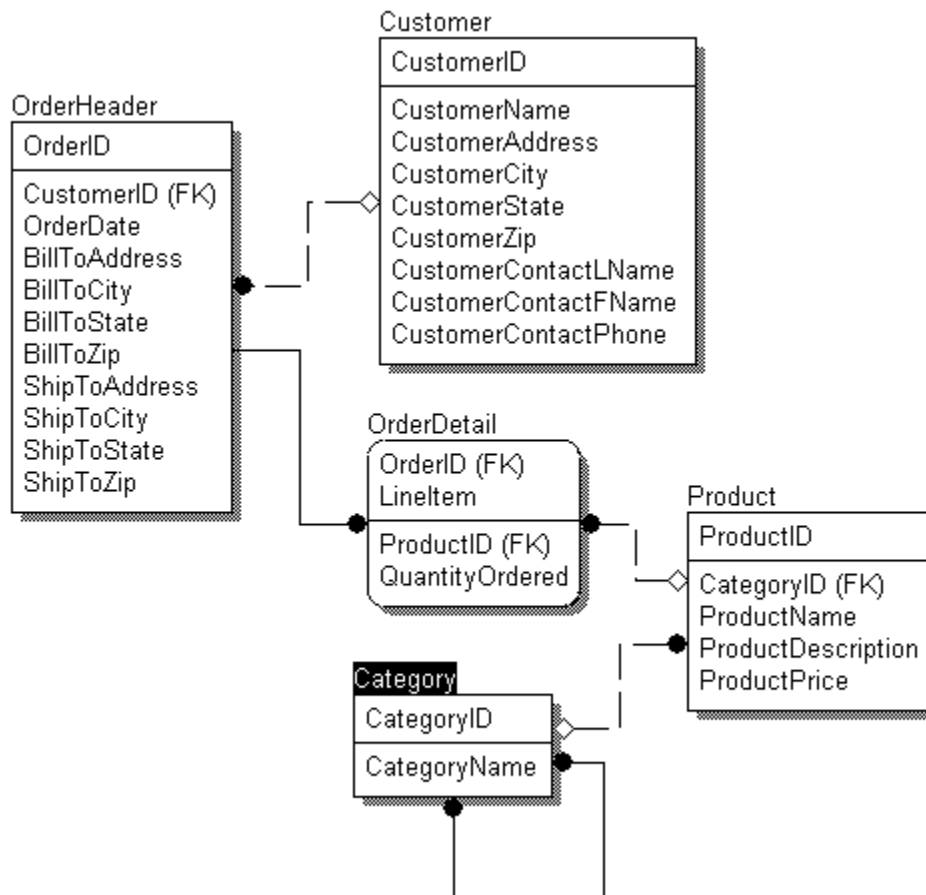 Customer
CustomerID
CustomerName
CustomerAddress
CustomerCity
CustomerState
CustomerZip
CustomerContactLName
CustomerContactFName
CustomerContactPhone
OrderHeader
OrderID
CustomerID (FK)
OrderDate
BillToAddress
BillToCity
BillToState
BillToZip
ShipToAddress
ShipToCity
ShipToState
ShipToZip
OrderDetail
OrderID (FK)
LineItem
ProductID (FK)
QuantityOrdered
Product
ProductID
CategoryID (FK)
ProductName
ProductDescription
ProductPrice
Category
CategoryID
CategoryName